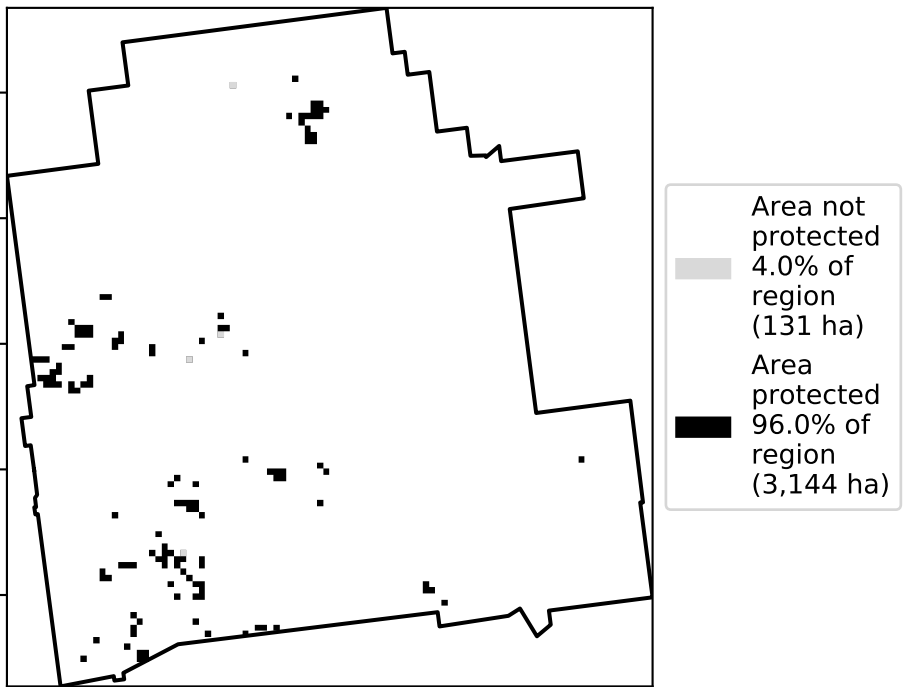 Area not
protected
4.0% of
region
(131 ha)
Area
protected
96.0% of
region
(3,144 ha)